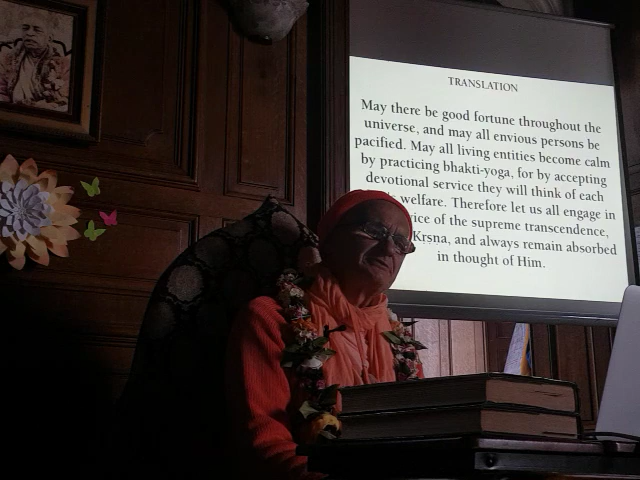 TRANSLATION
May there be good fortune throughout the
universe, and may all envious persons be
pacified. May all living entities become calm
by practicing bhakti-yoga, for by accepting
devotional service they will think of each
welfare. Therefore let us all engage in
of the supreme transcendence,
Kṛṣṇa, and always remain absorbed
in thought of Him.